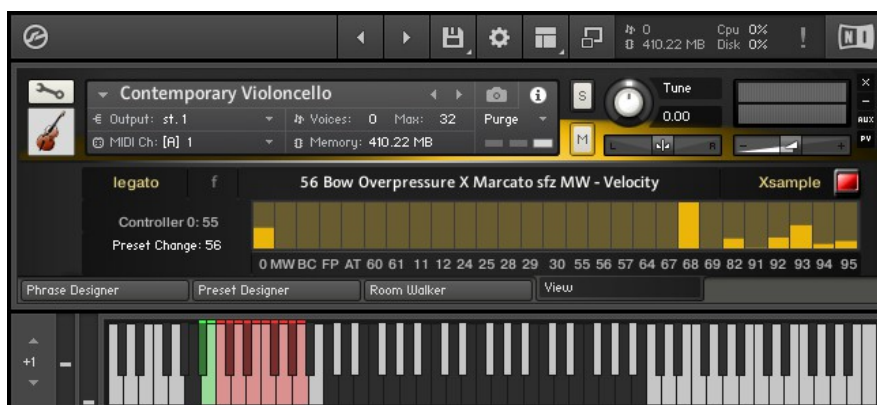 0 Cpu 0%
410.22 MB Disk 0% ! NI
Contemporary Violoncello i S Tune ×
Output: st. 1 Voices: 0 Max: 32 Purge 0.00 AUX
MIDI Ch: [A] 1 Memory: 410.22 MB M L R - + PV
legato f 56 Bow Overpressure X Marcato sfz MW - Velocity Xsample
Controller 0: 55
Preset Change: 56
0 MW BC FP AT 60 61 11 12 24 25 28 29 30 55 56 57 64 67 68 69 82 91 92 93 94 95
Phrase Designer Preset Designer Room Walker View
+1